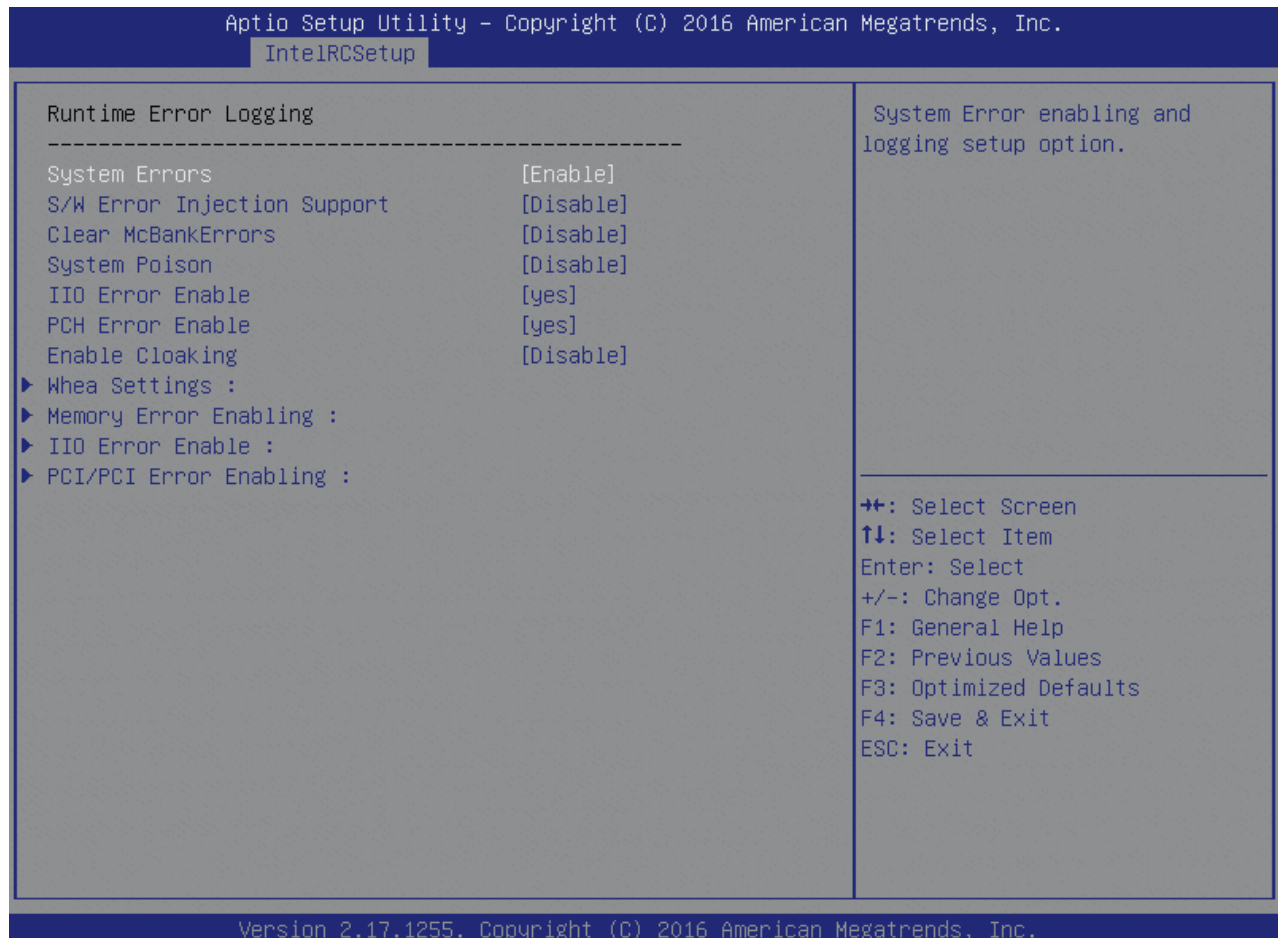 Aptio Setup Utility – Copyright (C) 2016 American Megatrends, Inc.
IntelRCSetup
Runtime Error Logging
--------------------------------------------------
System Errors [Enable]
S/W Error Injection Support [Disable]
Clear McBankErrors [Disable]
System Poison [Disable]
IIO Error Enable [yes]
PCH Error Enable [yes]
Enable Cloaking [Disable]
▶ Whea Settings :
▶ Memory Error Enabling :
▶ IIO Error Enable :
▶ PCI/PCI Error Enabling :
System Error enabling and
logging setup option.
→←: Select Screen
↑↓: Select Item
Enter: Select
+/-: Change Opt.
F1: General Help
F2: Previous Values
F3: Optimized Defaults
F4: Save & Exit
ESC: Exit
Version 2.17.1255. Copyright (C) 2016 American Megatrends, Inc.